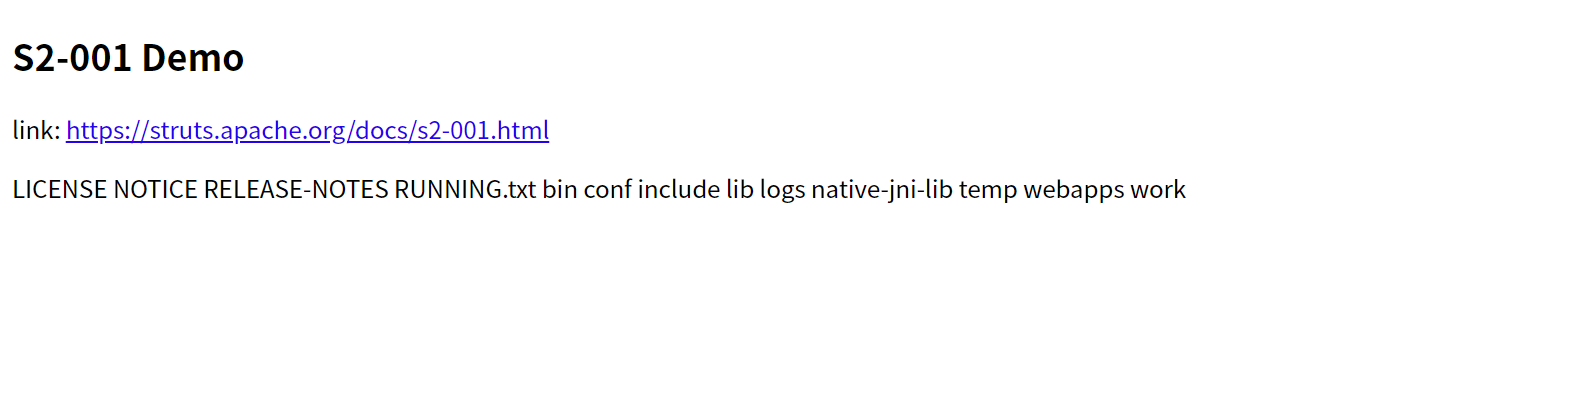 S2-001 Demo
link: https://struts.apache.org/docs/s2-001.html
LICENSE NOTICE RELEASE-NOTES RUNNING.txt bin conf include lib logs native-jni-lib temp webapps work